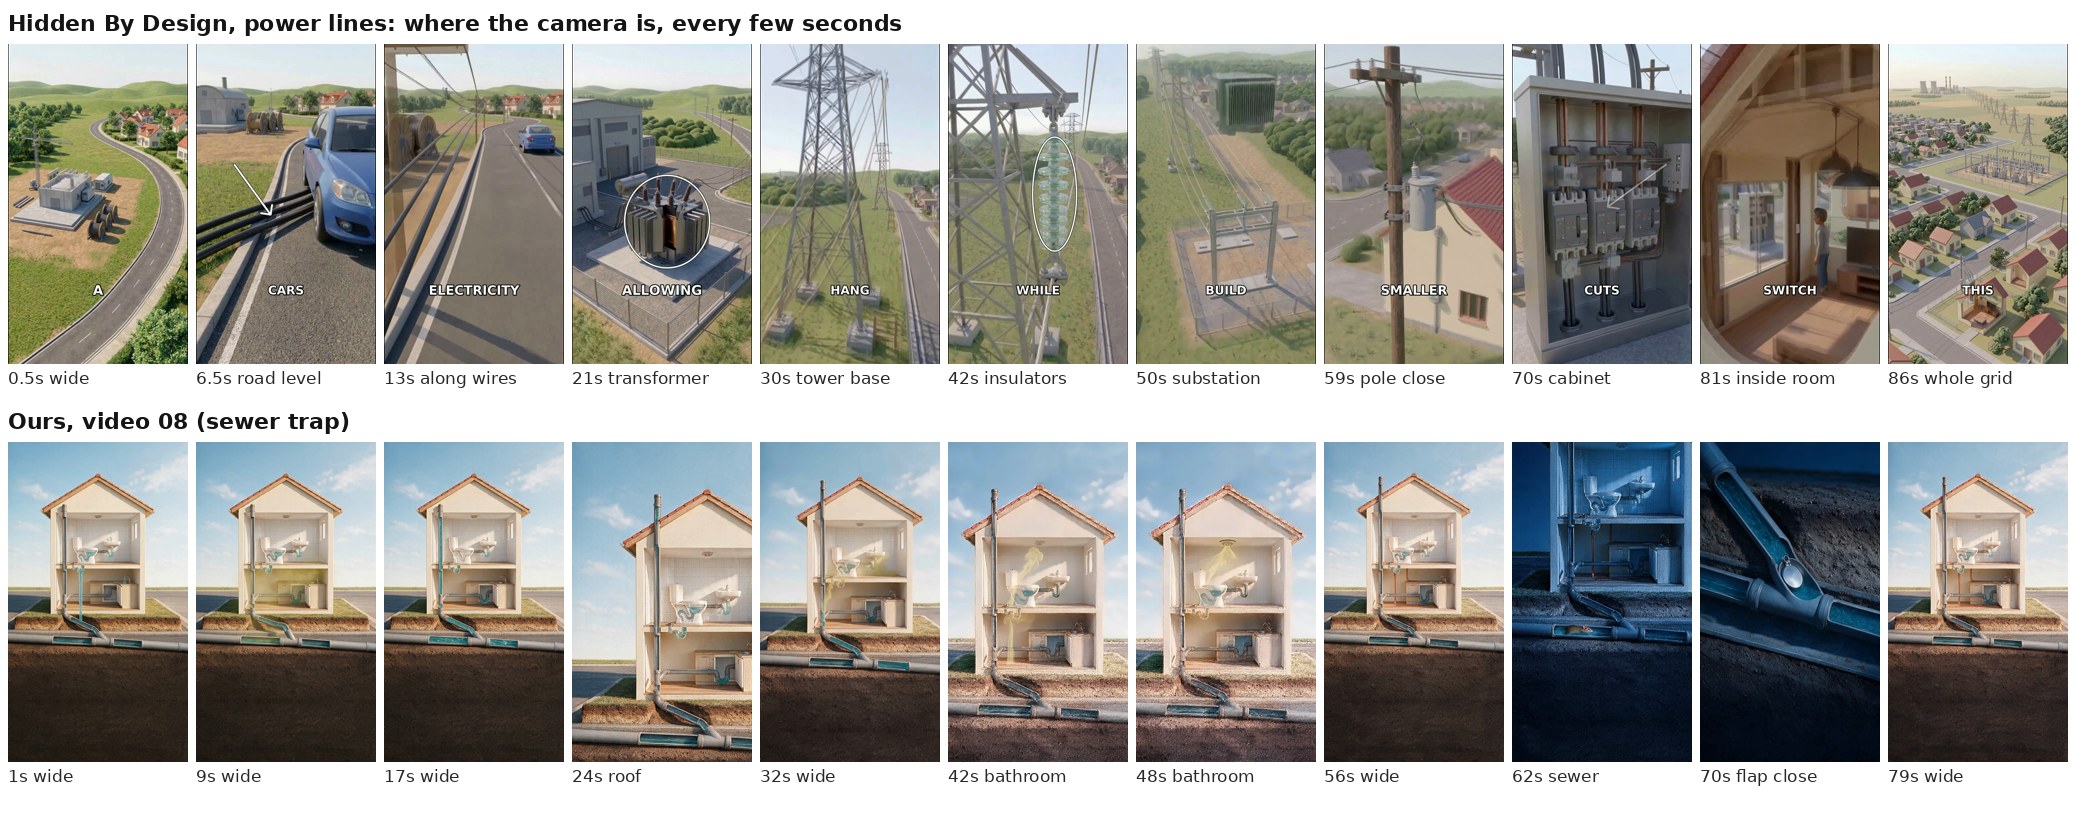 Hidden By Design, power lines: where the camera is, every few seconds
A
CARS
ELECTRICITY
ALLOWING
HANG
WHILE
BUILD
SMALLER
CUTS
SWITCH
THIS
0.5s wide
6.5s road level
13s along wires
21s transformer
30s tower base
42s insulators
50s substation
59s pole close
70s cabinet
81s inside room
86s whole grid
Ours, video 08 (sewer trap)
1s wide
9s wide
17s wide
24s roof
32s wide
42s bathroom
48s bathroom
56s wide
62s sewer
70s flap close
79s wide